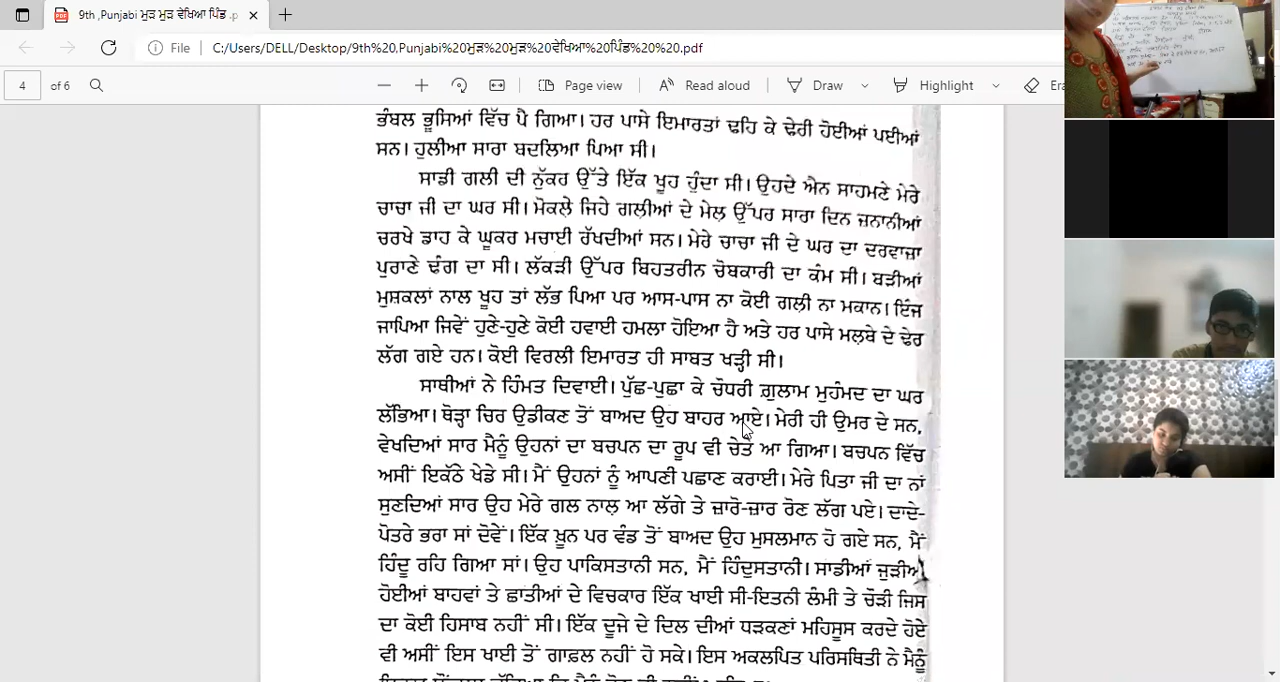 9th ,Punjabi ਮੁੜ ਮੁੜ ਵੇਖਿਆ ਪਿੰਡ .p
File
C:/Users/DELL/Desktop/9th%20,Punjabi%20ਮੁੜ%20ਮੁੜ%20ਵੇਖਿਆ%20ਪਿੰਡ%20%20.pdf
4 of 6
Page view
Read aloud
Draw
Highlight
Era
ਭੰਬਲ ਭੂਸਿਆਂ ਵਿੱਚ ਪੈ ਗਿਆ। ਹਰ ਪਾਸੇ ਇਮਾਰਤਾਂ ਢਹਿ ਕੇ ਢੇਰੀ ਹੋਈਆਂ ਪਈਆਂ
ਸਨ। ਹੁਲੀਆ ਸਾਰਾ ਬਦਲਿਆ ਪਿਆ ਸੀ।
ਸਾਡੀ ਗਲੀ ਦੀ ਨੁੱਕਰ ਉੱਤੇ ਇੱਕ ਖੂਹ ਹੁੰਦਾ ਸੀ। ਉਹਦੇ ਐਨ ਸਾਹਮਣੇ ਮੇਰੇ
ਚਾਚਾ ਜੀ ਦਾ ਘਰ ਸੀ। ਮੋਕਲੇ ਜਿਹੇ ਗਲੀਆਂ ਦੇ ਮੇਲ ਉੱਪਰ ਸਾਰਾ ਦਿਨ ਜ਼ਨਾਨੀਆਂ
ਚਰਖੇ ਡਾਹ ਕੇ ਘੂਕਰ ਮਚਾਈ ਰੱਖਦੀਆਂ ਸਨ। ਮੇਰੇ ਚਾਚਾ ਜੀ ਦੇ ਘਰ ਦਾ ਦਰਵਾਜ਼ਾ
ਪੁਰਾਣੇ ਢੰਗ ਦਾ ਸੀ। ਲੱਕੜੀ ਉੱਪਰ ਬਿਹਤਰੀਨ ਚੋਬਕਾਰੀ ਦਾ ਕੰਮ ਸੀ। ਬੜੀਆਂ
ਮੁਸ਼ਕਲਾਂ ਨਾਲ ਖੂਹ ਤਾਂ ਲੱਭ ਪਿਆ ਪਰ ਆਸ-ਪਾਸ ਨਾ ਕੋਈ ਗਲੀ ਨਾ ਮਕਾਨ। ਇੰਜ
ਜਾਪਿਆ ਜਿਵੇਂ ਹੁਣੇ-ਹੁਣੇ ਕੋਈ ਹਵਾਈ ਹਮਲਾ ਹੋਇਆ ਹੈ ਅਤੇ ਹਰ ਪਾਸੇ ਮਲਬੇ ਦੇ ਢੇਰ
ਲੱਗ ਗਏ ਹਨ। ਕੋਈ ਵਿਰਲੀ ਇਮਾਰਤ ਹੀ ਸਾਬਤ ਖੜ੍ਹੀ ਸੀ।
ਸਾਥੀਆਂ ਨੇ ਹਿੰਮਤ ਦਿਵਾਈ। ਪੁੱਛ-ਪੁਛਾ ਕੇ ਚੋਧਰੀ ਗ਼ੁਲਾਮ ਮੁਹੰਮਦ ਦਾ ਘਰ
ਲੱਭਿਆ। ਥੋੜ੍ਹਾ ਚਿਰ ਉਡੀਕਣ ਤੋਂ ਬਾਅਦ ਉਹ ਬਾਹਰ ਆਏ। ਮੇਰੀ ਹੀ ਉਮਰ ਦੇ ਸਨ,
ਵੇਖਦਿਆਂ ਸਾਰ ਮੈਨੂੰ ਉਹਨਾਂ ਦਾ ਬਚਪਨ ਦਾ ਰੂਪ ਵੀ ਚੇਤੇ ਆ ਗਿਆ। ਬਚਪਨ ਵਿੱਚ
ਅਸੀਂ ਇਕੱਠੇ ਖੇਡੇ ਸੀ। ਮੈਂ ਉਹਨਾਂ ਨੂੰ ਆਪਣੀ ਪਛਾਣ ਕਰਾਈ। ਮੇਰੇ ਪਿਤਾ ਜੀ ਦਾ ਨਾਂ
ਸੁਣਦਿਆਂ ਸਾਰ ਉਹ ਮੇਰੇ ਗਲ ਨਾਲ ਆ ਲੱਗੇ ਤੇ ਜ਼ਾਰੋ-ਜ਼ਾਰ ਰੋਣ ਲੱਗ ਪਏ। ਦਾਦੇ-
ਪੋਤਰੇ ਭਰਾ ਸਾਂ ਦੋਵੇਂ। ਇੱਕ ਖ਼ੂਨ ਪਰ ਵੰਡ ਤੋਂ ਬਾਅਦ ਉਹ ਮੁਸਲਮਾਨ ਹੋ ਗਏ ਸਨ, ਮੈਂ
ਹਿੰਦੂ ਰਹਿ ਗਿਆ ਸਾਂ। ਉਹ ਪਾਕਿਸਤਾਨੀ ਸਨ, ਮੈਂ ਹਿੰਦੁਸਤਾਨੀ। ਸਾਡੀਆਂ ਜੁੜੀਆਂ
ਹੋਈਆਂ ਬਾਹਵਾਂ ਤੇ ਛਾਤੀਆਂ ਦੇ ਵਿਚਕਾਰ ਇੱਕ ਖਾਈ ਸੀ-ਇਤਨੀ ਲੰਮੀ ਤੇ ਚੋੜੀ ਜਿਸ
ਦਾ ਕੋਈ ਹਿਸਾਬ ਨਹੀਂ ਸੀ। ਇੱਕ ਦੂਜੇ ਦੇ ਦਿਲ ਦੀਆਂ ਧੜਕਣਾਂ ਮਹਿਸੂਸ ਕਰਦੇ ਹੋਏ
ਵੀ ਅਸੀਂ ਇਸ ਖਾਈ ਤੋਂ ਗਾਫ਼ਲ ਨਹੀਂ ਹੋ ਸਕੇ। ਇਸ ਅਕਲਪਿਤ ਪਰਿਸਥਿਤੀ ਨੇ ਮੈਨੂੰ